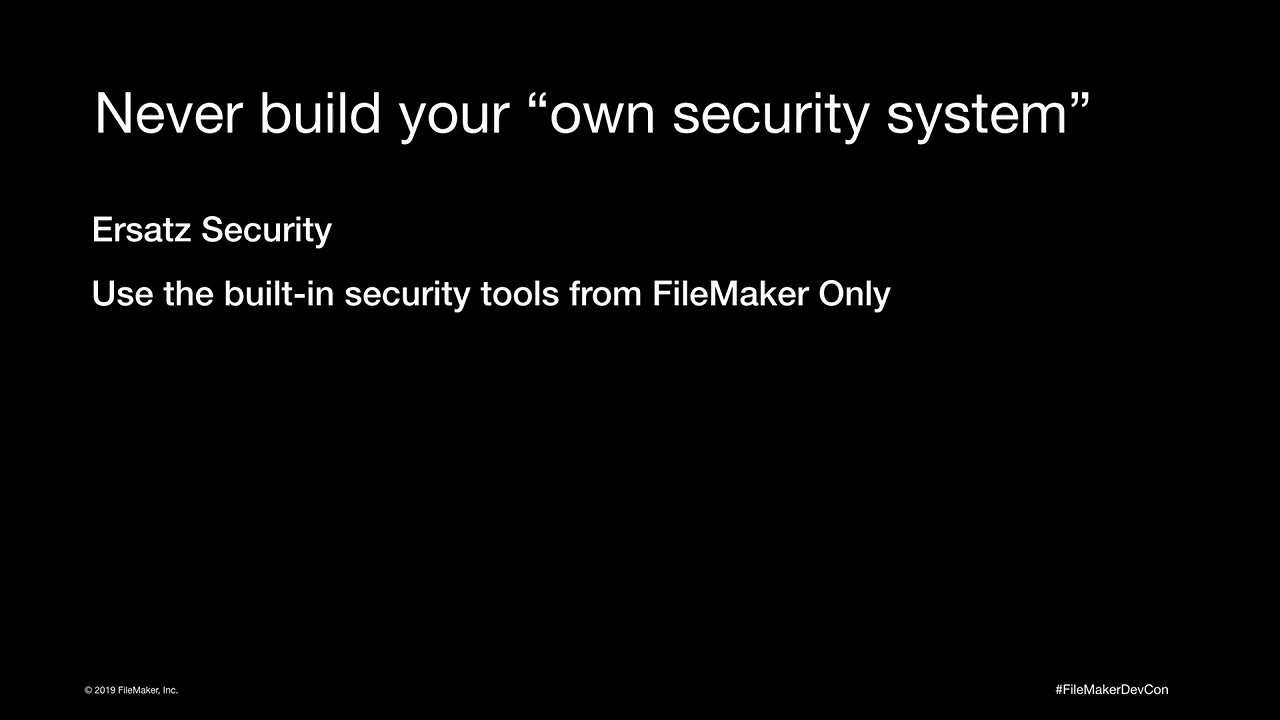 Never build your “own security system”
Ersatz Security
Use the built-in security tools from FileMaker Only
© 2019 FileMaker, Inc.
#FileMakerDevCon